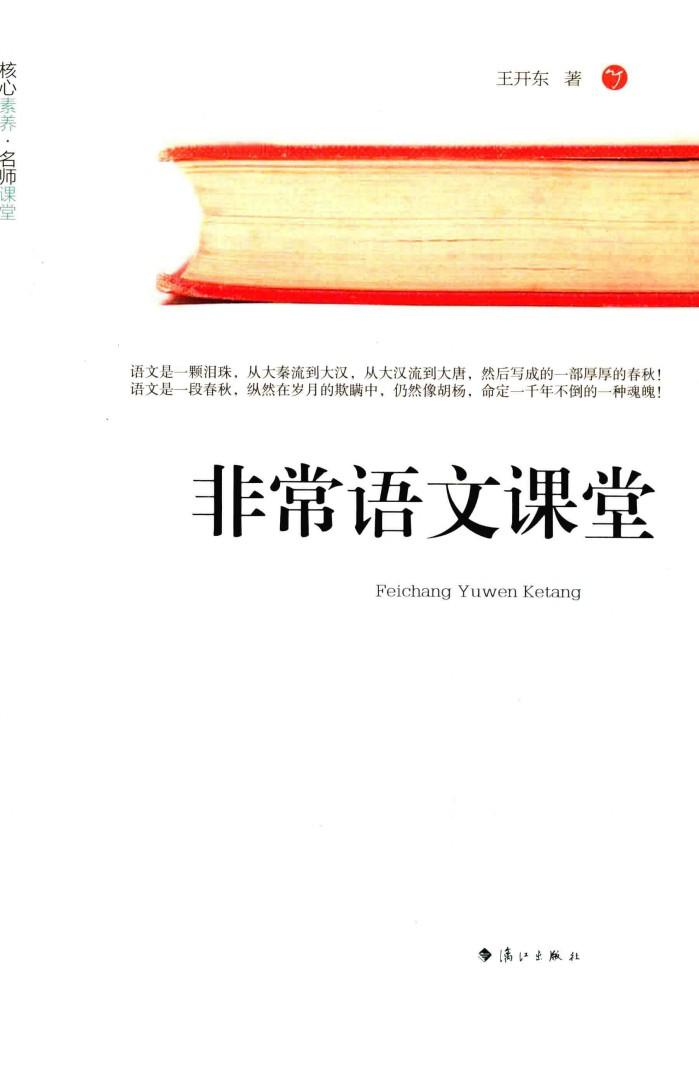 王开东 著
核心素养·名师课堂
语文是一颗泪珠，从大秦流到大汉，从大汉流到大唐，然后写成的一部厚厚的春秋！
语文是一段春秋，纵然在岁月的欺瞒中，仍然像胡杨，命定一千年不倒的一种魂魄！
非常语文课堂
Feichang Yuwen Ketang
漓江出版社